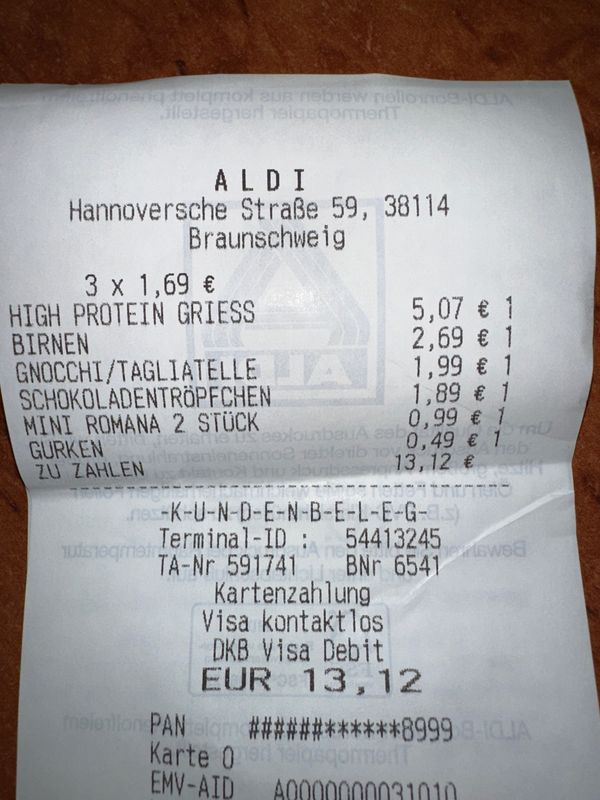 ALDI
Hannoversche Straße 59, 38114
Braunschweig
3 x 1,69 €
HIGH PROTEIN GRIESS 5,07 € 1
BIRNEN 2,69 € 1
GNOCCHI/TAGLIATELLE 1,99 € 1
SCHOKOLADENTRÖPFCHEN 1,89 € 1
MINI ROMANA 2 STÜCK 0,99 € 1
GURKEN 0,49 € 1
ZU ZAHLEN 13,12 €
-K-U-N-D-E-N-B-E-L-E-G-
Terminal-ID : 54413245
TA-Nr 591741 BNr 6541
Kartenzahlung
Visa kontaktlos
DKB Visa Debit
EUR 13,12
PAN ######******8999
Karte 0
EMV-AID A0000000031010